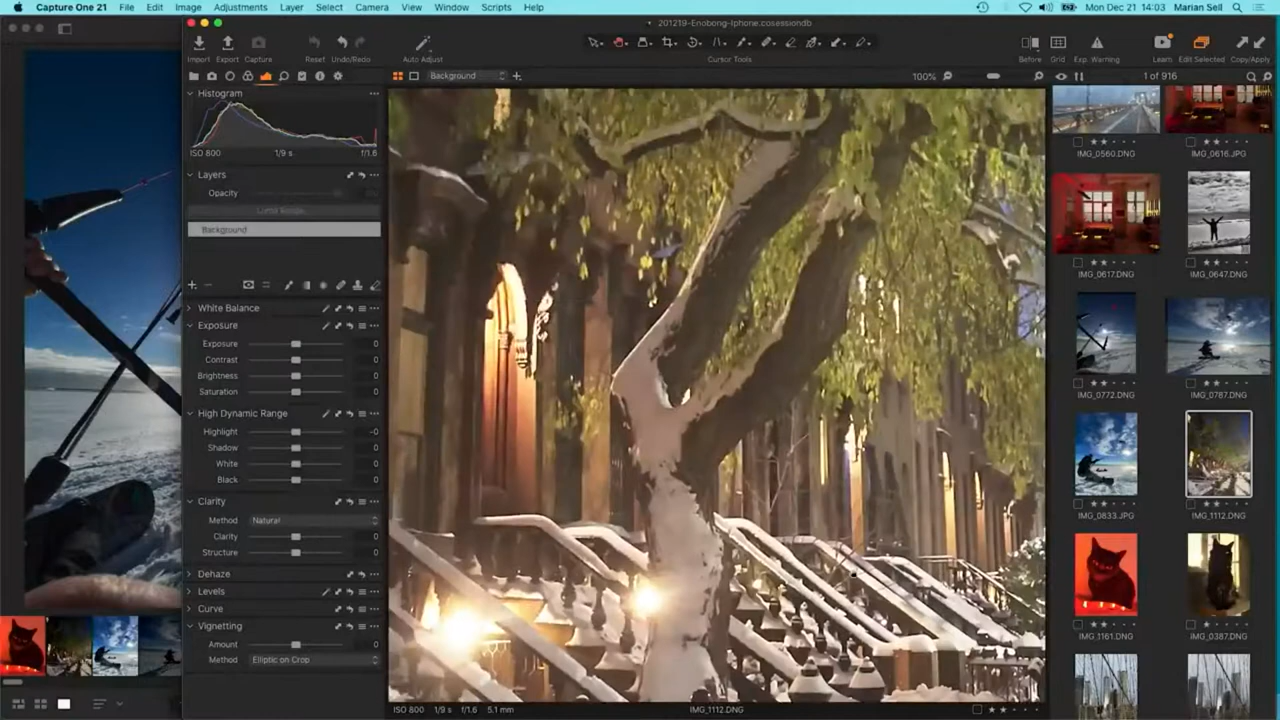 Capture One 21 File Edit Image Adjustments Layer Select Camera View Window Scripts Help Mon Dec 21 14:03 Marian Sell
201219-Enobong-Iphone.cosessiondb
Import Export Capture Reset Undo/Redo Auto Adjust Cursor Tools Before Grid Exp. Warning Learn Edit Selected Copy/Apply
Background 100% 1 of 916
Histogram
ISO 800 1/9 s f/1.6
Layers
Opacity
Luma Range...
Background
White Balance
Exposure
Exposure 0
Contrast 0
Brightness 0
Saturation 0
High Dynamic Range
Highlight -0
Shadow 0
White 0
Black 0
Clarity
Method Natural
Clarity 0
Structure 0
Dehaze
Levels
Curve
Vignetting
Amount 0
Method Elliptic on Crop
ISO 800 1/9 s f/1.6 5.1 mm IMG_1112.DNG
IMG_0560.DNG IMG_0616.JPG
IMG_0617.DNG IMG_0647.DNG
IMG_0772.DNG IMG_0787.DNG
IMG_0833.JPG IMG_1112.DNG
IMG_1161.DNG IMG_0387.DNG